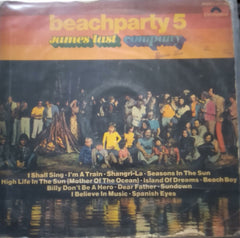 beachparty 5
james last company
I Shall Sing - I'm A Train - Shangri-La - Seasons In The Sun
High Life In The Sun (Mother Of The Ocean) - Island Of Dreams - Beach Boy
Billy Don't Be A Hero - Dear Father - Sundown
I Believe In Music - Spanish Eyes